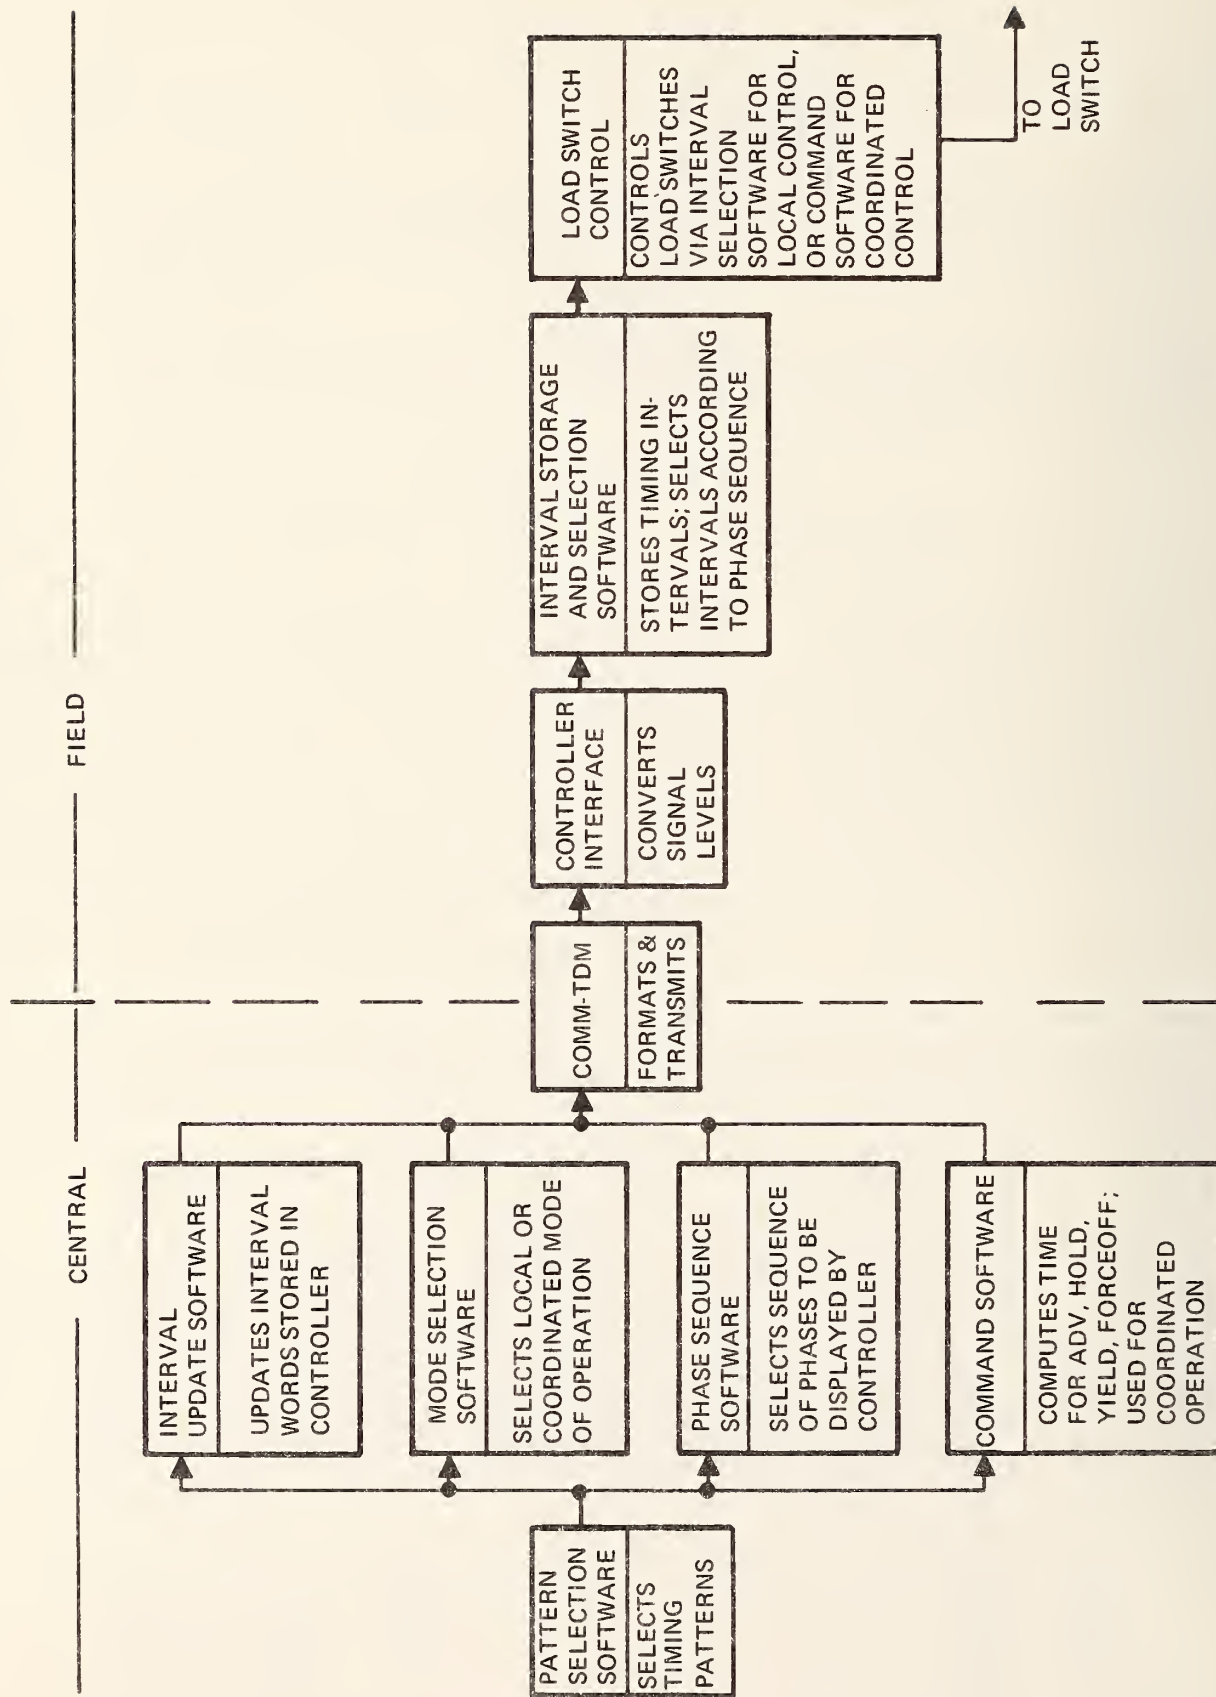 CENTRAL
FIELD
PATTERN
SELECTION
SOFTWARE
SELECTS
TIMING
PATTERNS
INTERVAL
UPDATE SOFTWARE
UPDATES INTERVAL
WORDS STORED IN
CONTROLLER
MODE SELECTION
SOFTWARE
SELECTS LOCAL OR
COORDINATED MODE
OF OPERATION
PHASE SEQUENCE
SOFTWARE
SELECTS SEQUENCE
OF PHASES TO BE
DISPLAYED BY
CONTROLLER
COMMAND SOFTWARE
COMPUTES TIME
FOR ADV, HOLD,
YIELD, FORCEOFF;
USED FOR
COORDINATED
OPERATION
COMM-TDM
FORMATS &
TRANSMITS
CONTROLLER
INTERFACE
CONVERTS
SIGNAL
LEVELS
INTERVAL STORAGE
AND SELECTION
SOFTWARE
STORES TIMING IN-
TERVALS; SELECTS
INTERVALS ACCORDING
TO PHASE SEQUENCE
LOAD SWITCH
CONTROL
CONTROLS
LOAD SWITCHES
VIA INTERVAL
SELECTION
SOFTWARE FOR
LOCAL CONTROL,
OR COMMAND
SOFTWARE FOR
COORDINATED
CONTROL
TO
LOAD
SWITCH